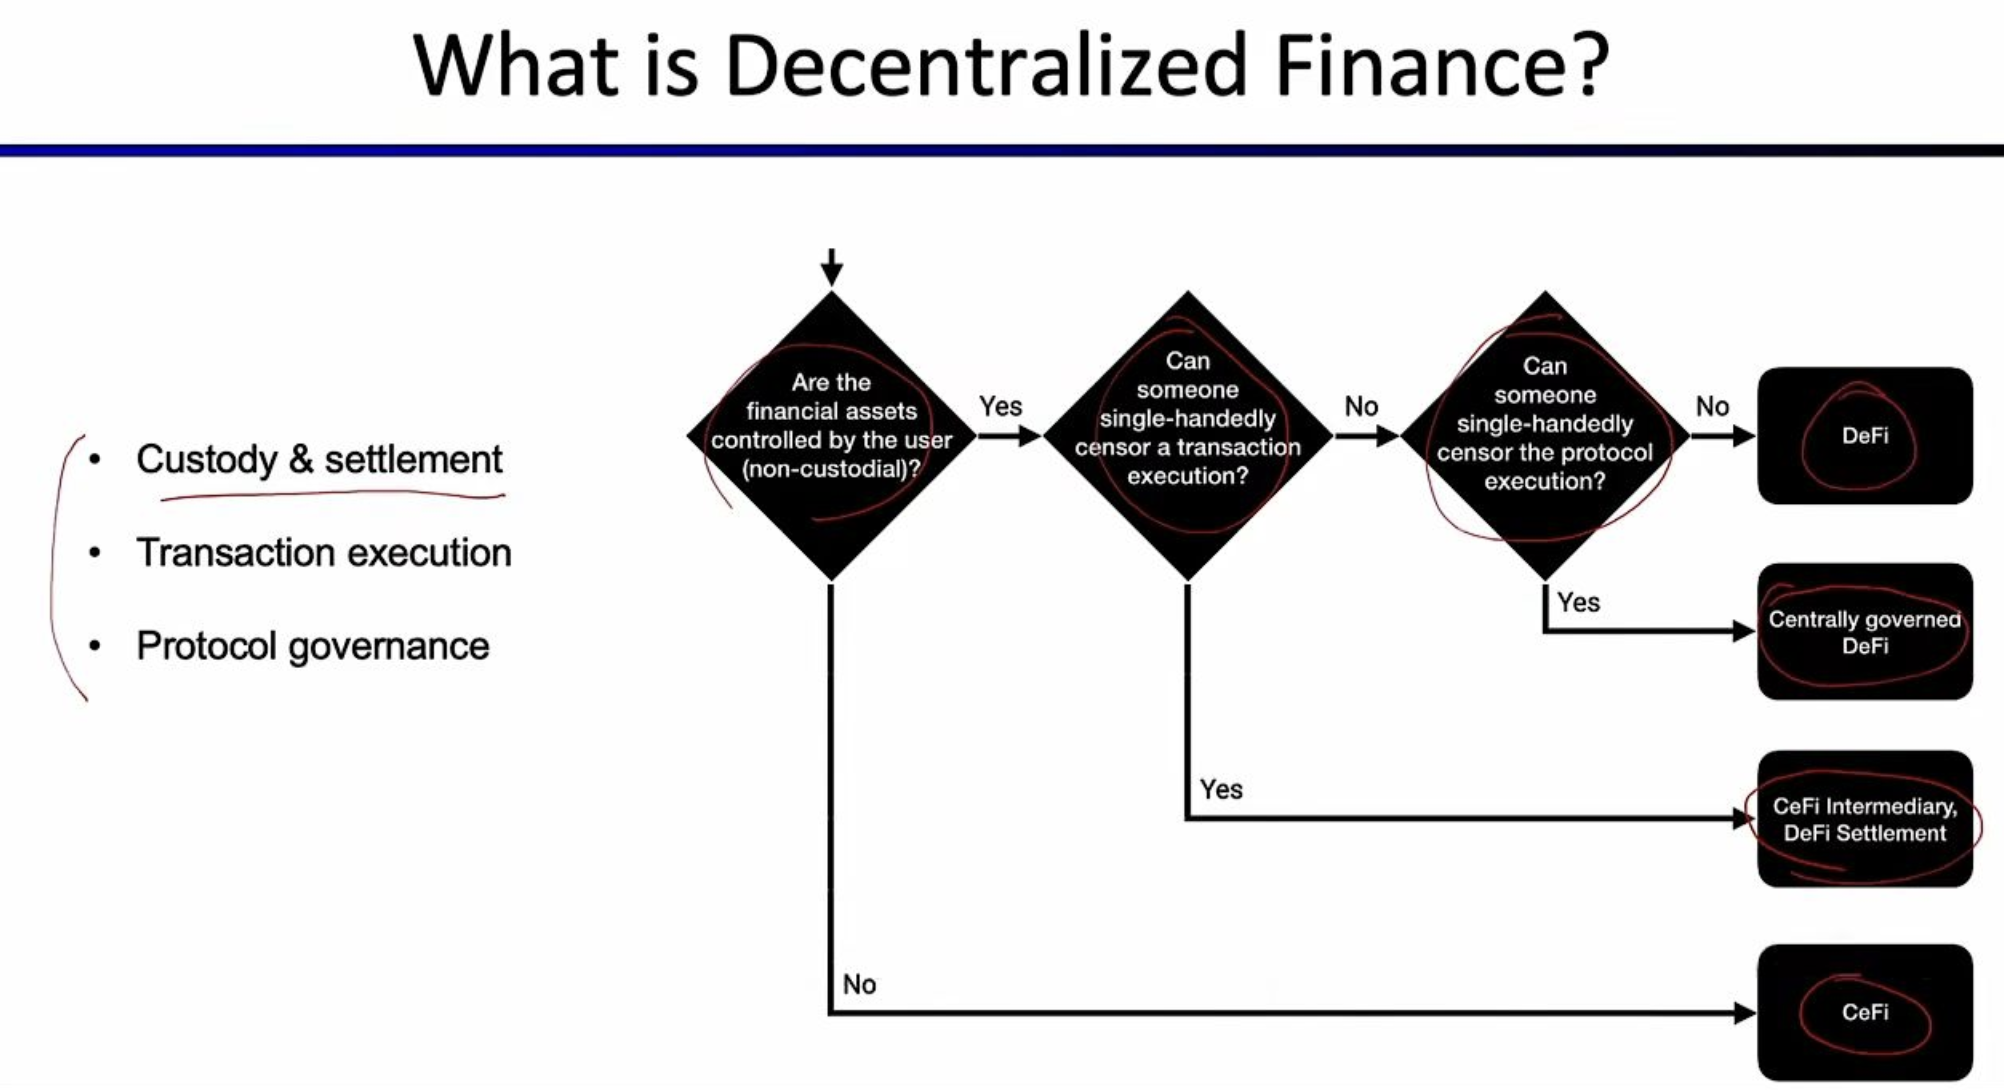 What is Decentralized Finance?
• Custody & settlement
• Transaction execution
• Protocol governance
Are the
financial assets
controlled by the user
(non-custodial)?
Yes
Can
someone
single-handedly
censor a transaction
execution?
No
Can
someone
single-handedly
censor the protocol
execution?
No
DeFi
Yes
Centrally governed
DeFi
Yes
CeFi Intermediary,
DeFi Settlement
No
CeFi